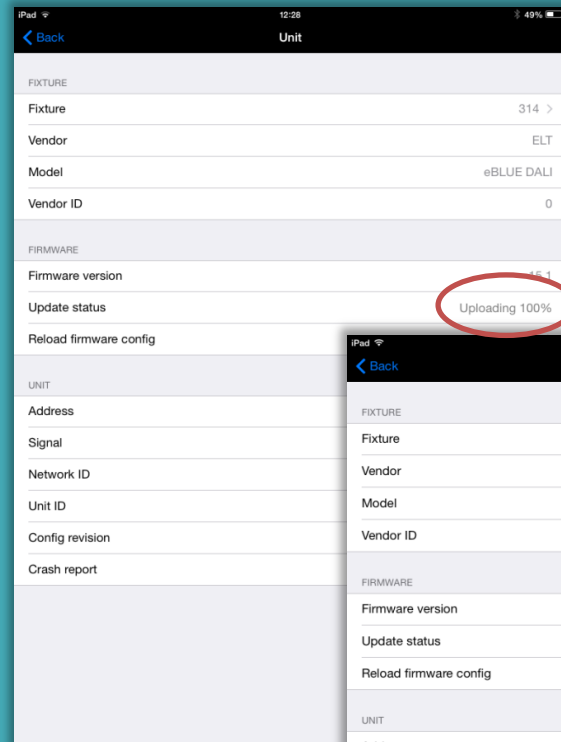 iPad 12:28 49%
Back Unit
FIXTURE
Fixture 314
Vendor ELT
Model eBLUE DALI
Vendor ID 0
FIRMWARE
Firmware version 15.1
Update status Uploading 100%
Reload firmware config
UNIT
Address
Signal
Network ID
Unit ID
Config revision
Crash report
iPad
Back
FIXTURE
Fixture
Vendor
Model
Vendor ID
FIRMWARE
Firmware version
Update status
Reload firmware config
UNIT